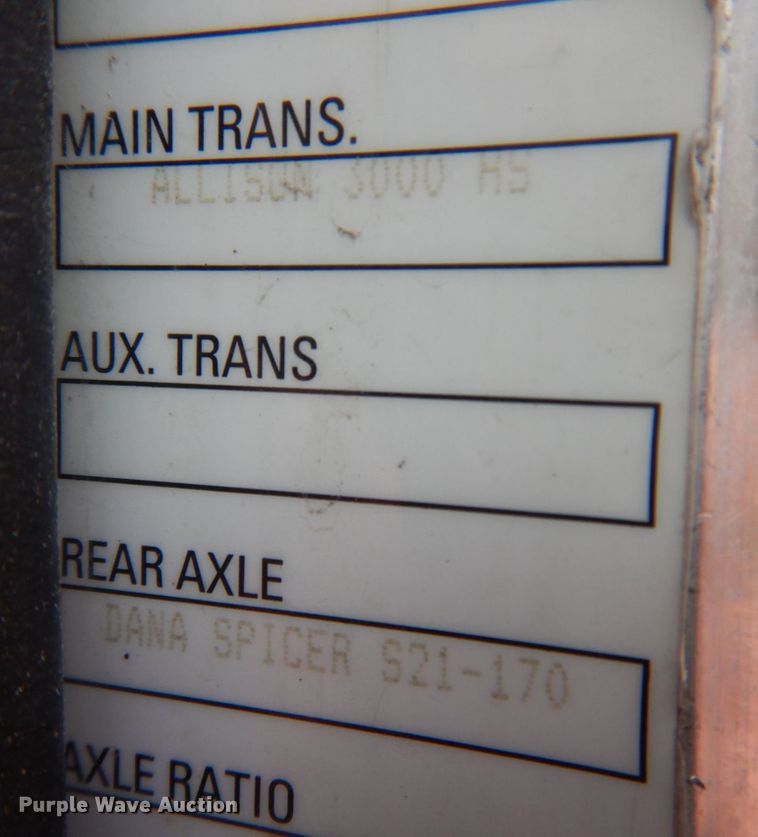 MAIN TRANS.
ALLISON 3000 HS
AUX. TRANS
REAR AXLE
DANA SPICER S21-170
AXLE RATIO
Purple Wave Auction